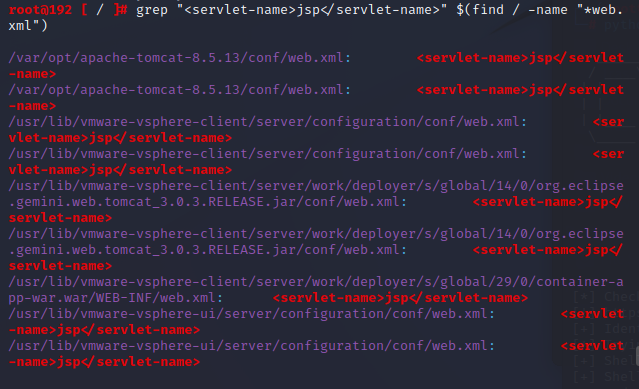 root@192 [ / ]# grep "<servlet-name>jsp</servlet-name>" $(find / -name "*web.
xml")
/var/opt/apache-tomcat-8.5.13/conf/web.xml:        <servlet-name>jsp</servlet
-name>
/var/opt/apache-tomcat-8.5.13/conf/web.xml:        <servlet-name>jsp</servlet
-name>
/usr/lib/vmware-vsphere-client/server/configuration/conf/web.xml:        <ser
vlet-name>jsp</servlet-name>
/usr/lib/vmware-vsphere-client/server/configuration/conf/web.xml:        <ser
vlet-name>jsp</servlet-name>
/usr/lib/vmware-vsphere-client/server/work/deployer/s/global/14/0/org.eclipse
.gemini.web.tomcat_3.0.3.RELEASE.jar/conf/web.xml:        <servlet-name>jsp</
servlet-name>
/usr/lib/vmware-vsphere-client/server/work/deployer/s/global/14/0/org.eclipse
.gemini.web.tomcat_3.0.3.RELEASE.jar/conf/web.xml:        <servlet-name>jsp</
servlet-name>
/usr/lib/vmware-vsphere-client/server/work/deployer/s/global/29/0/container-a
pp-war.war/WEB-INF/web.xml:      <servlet-name>jsp</servlet-name>
/usr/lib/vmware-vsphere-ui/server/configuration/conf/web.xml:        <servlet
-name>jsp</servlet-name>
/usr/lib/vmware-vsphere-ui/server/configuration/conf/web.xml:        <servlet
-name>jsp</servlet-name>